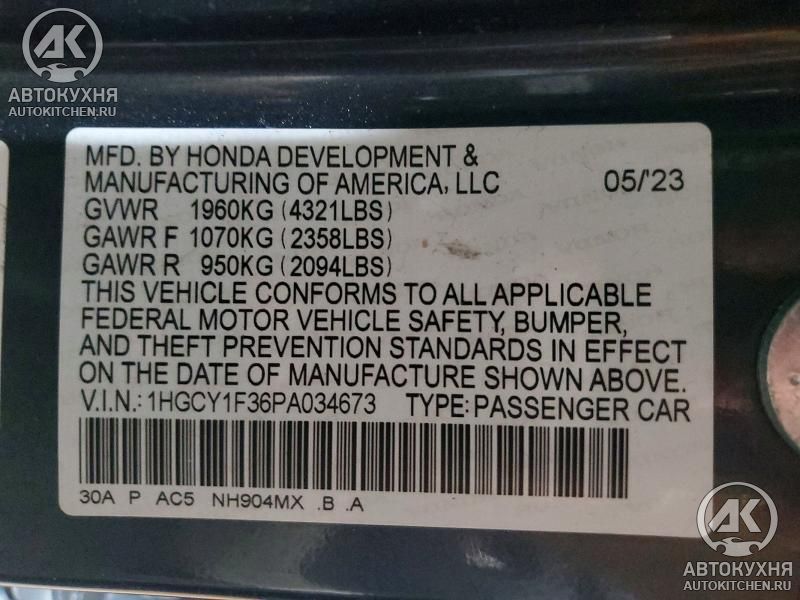 АК
АВТОКУХНЯ
AUTOKITCHEN.RU
MFD. BY HONDA DEVELOPMENT &
MANUFACTURING OF AMERICA, LLC 05/'23
GVWR 1960KG (4321LBS)
GAWR F 1070KG (2358LBS)
GAWR R 950KG (2094LBS)
THIS VEHICLE CONFORMS TO ALL APPLICABLE
FEDERAL MOTOR VEHICLE SAFETY, BUMPER,
AND THEFT PREVENTION STANDARDS IN EFFECT
ON THE DATE OF MANUFACTURE SHOWN ABOVE.
V.I.N.: 1HGCY1F36PA034673 TYPE: PASSENGER CAR
30A P AC5 NH904MX .B .A
АК
АВТОКУХНЯ
AUTOKITCHEN.RU